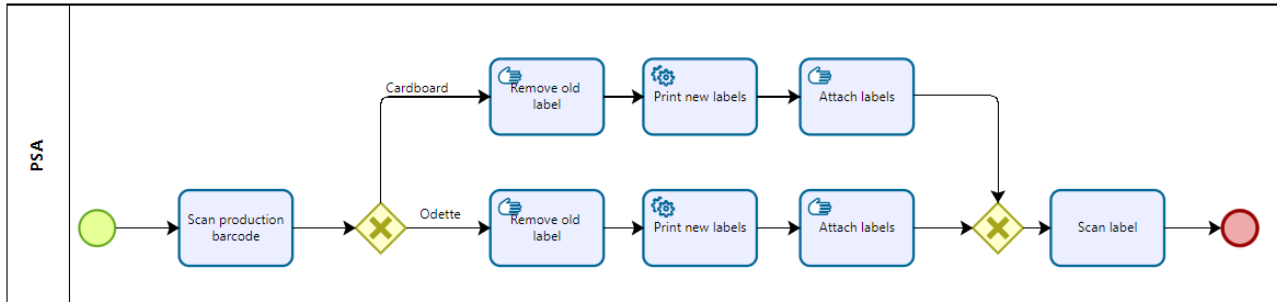 PSA
Cardboard
Remove old
label
Print new labels
Attach labels
Scan production
barcode
Odette
Remove old
label
Print new labels
Attach labels
Scan label